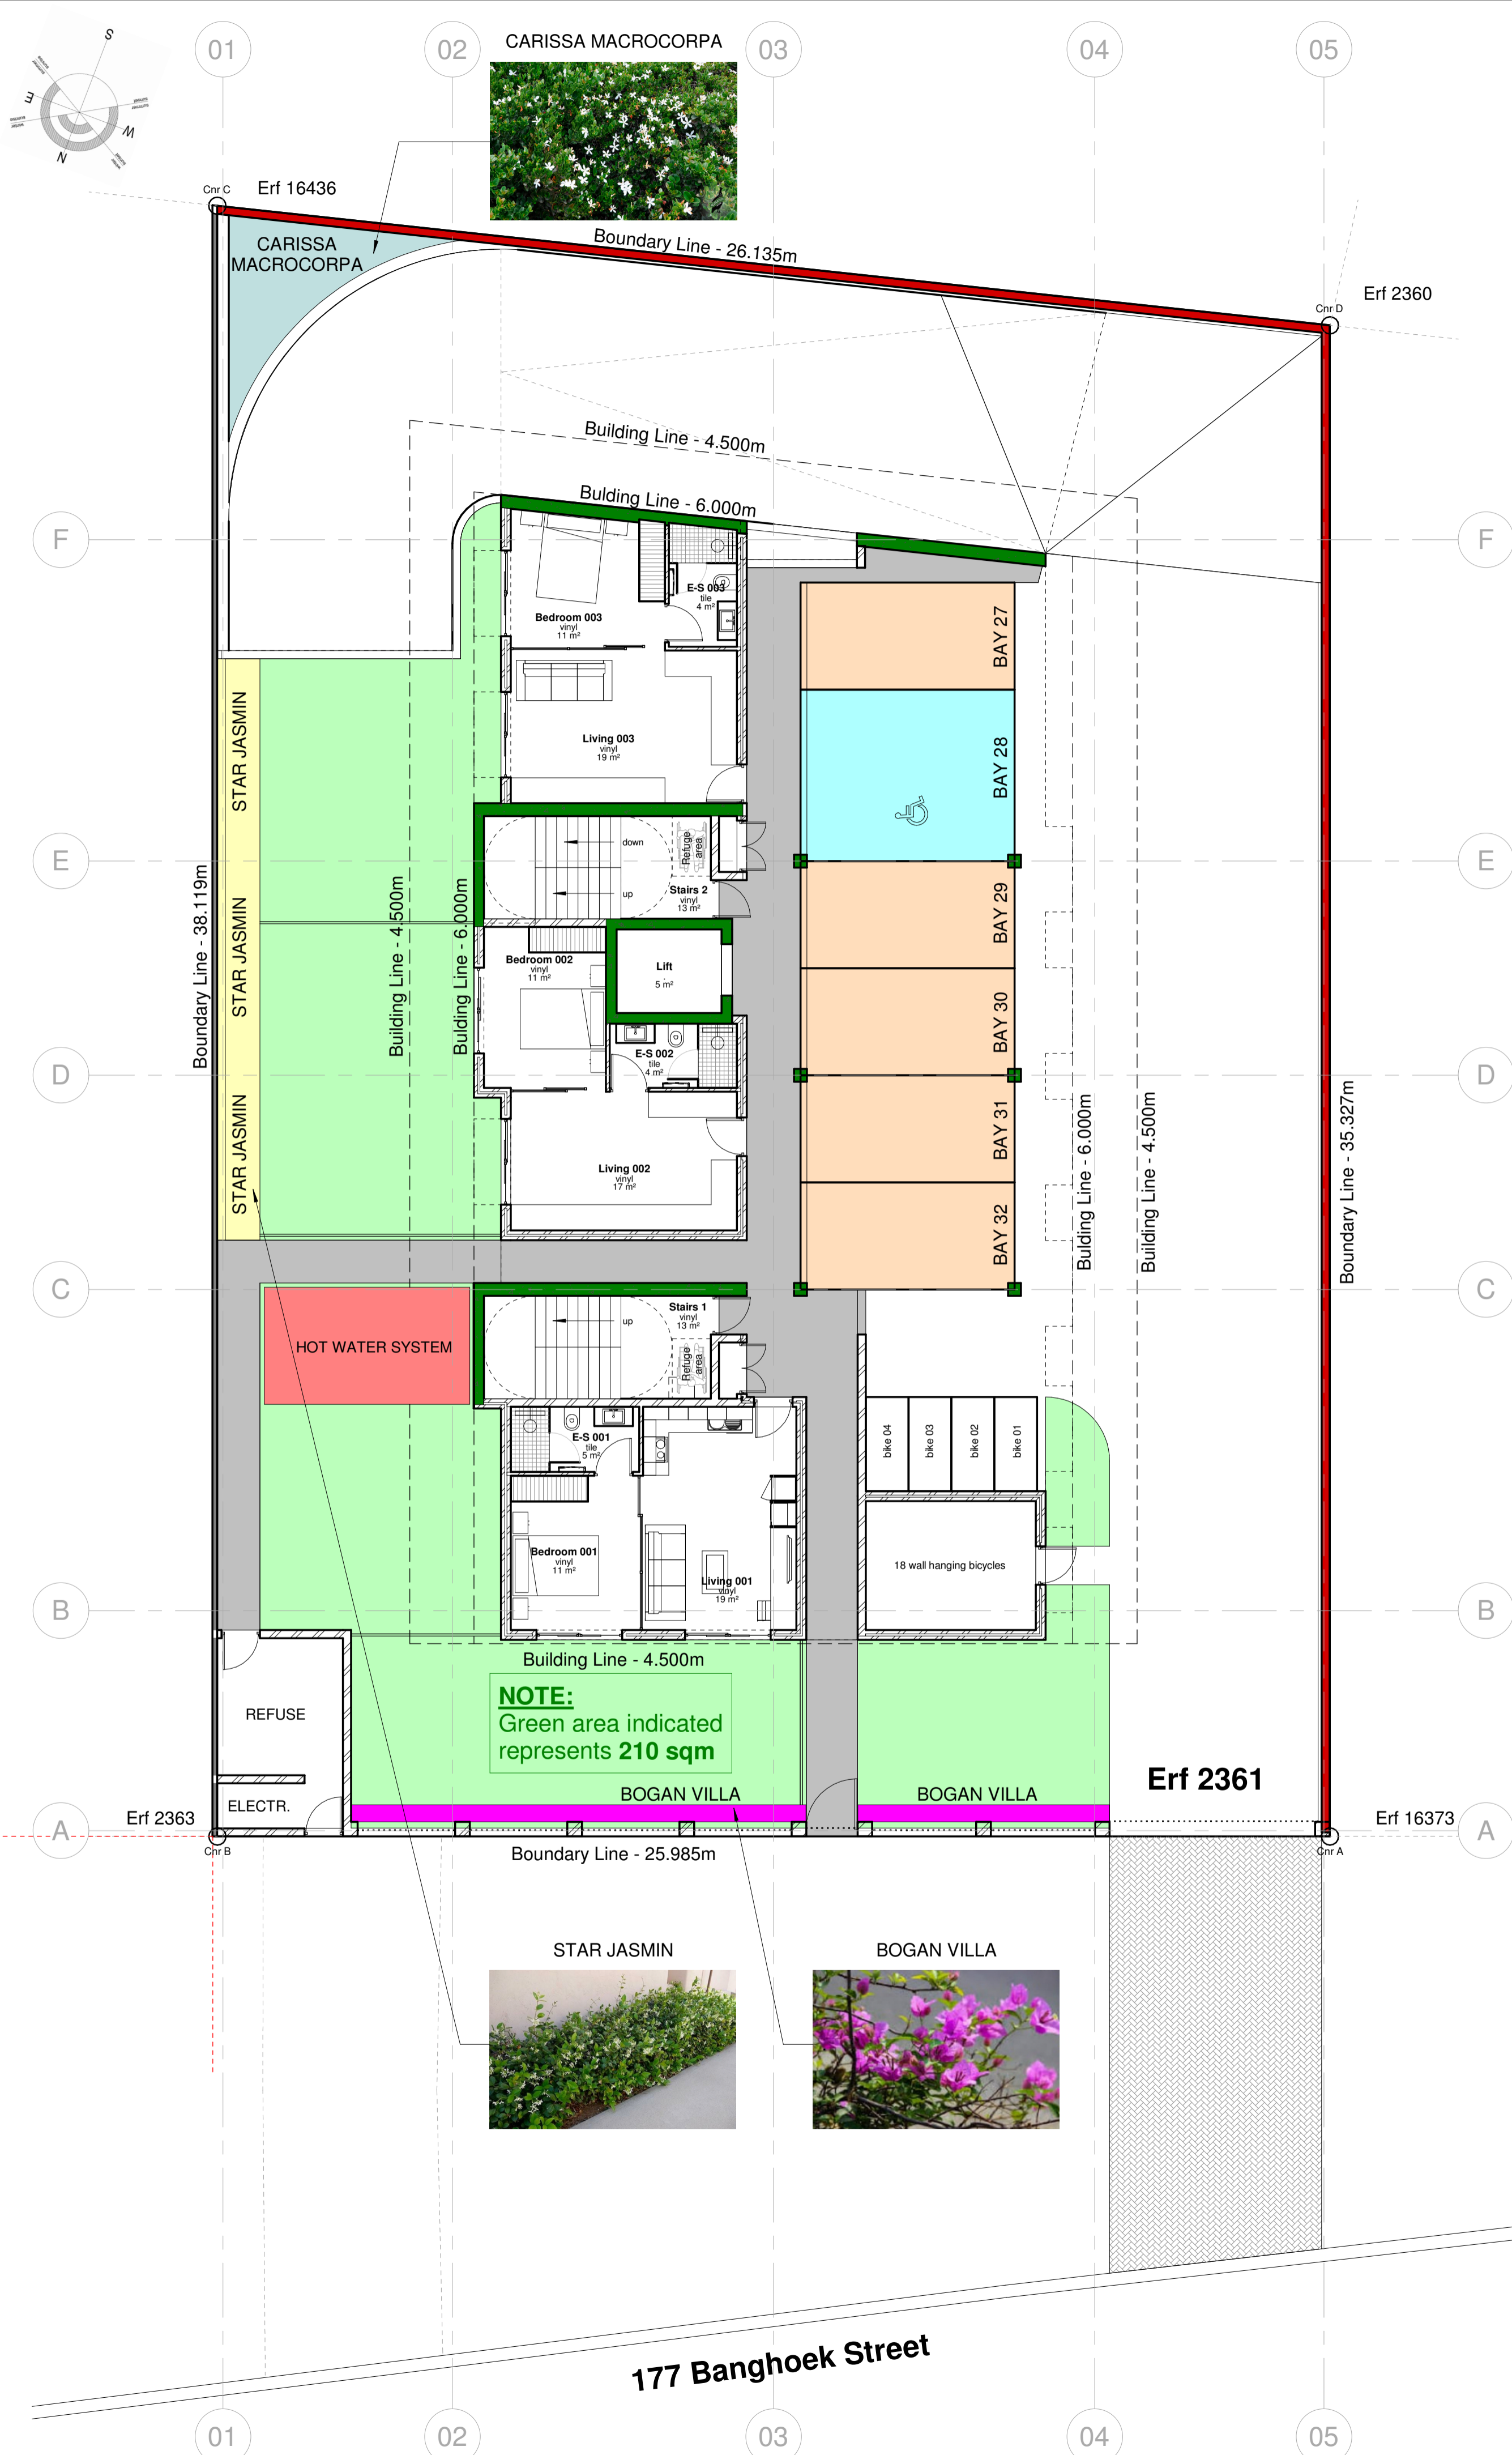 01
02
03
04
05
CARISSA MACROCORPA
S
E
W
N
Cnr C
Erf 16436
CARISSA
MACROCORPA
Boundary Line - 26.135m
Erf 2360
Cnr D
Building Line - 4.500m
Bulding Line - 6.000m
F
F
Bedroom 003
vinyl
11 m²
E-S 003
tile
4 m²
BAY 27
STAR JASMIN
Living 003
vinyl
19 m²
BAY 28
E
E
down
up
Refuge
area
Stairs 2
vinyl
13 m²
Boundary Line - 38.119m
STAR JASMIN
Building Line - 4.500m
Bulding Line - 6.000m
BAY 29
Bedroom 002
vinyl
11 m²
Lift
5 m²
BAY 30
E-S 002
tile
4 m²
D
D
STAR JASMIN
Living 002
vinyl
17 m²
BAY 31
BAY 32
Bulding Line - 6.000m
Building Line - 4.500m
Boundary Line - 35.327m
C
C
HOT WATER SYSTEM
up
Stairs 1
vinyl
13 m²
Refuge
area
E-S 001
tile
5 m²
bike 04
bike 03
bike 02
bike 01
Bedroom 001
vinyl
11 m²
Living 001
vinyl
19 m²
18 wall hanging bicycles
B
B
Building Line - 4.500m
NOTE:
Green area indicated
represents 210 sqm
REFUSE
ELECTR.
BOGAN VILLA
BOGAN VILLA
Erf 2361
Erf 2363
Erf 16373
A
A
Cnr B
Cnr A
Boundary Line - 25.985m
STAR JASMIN
BOGAN VILLA
177 Banghoek Street
01
02
03
04
05